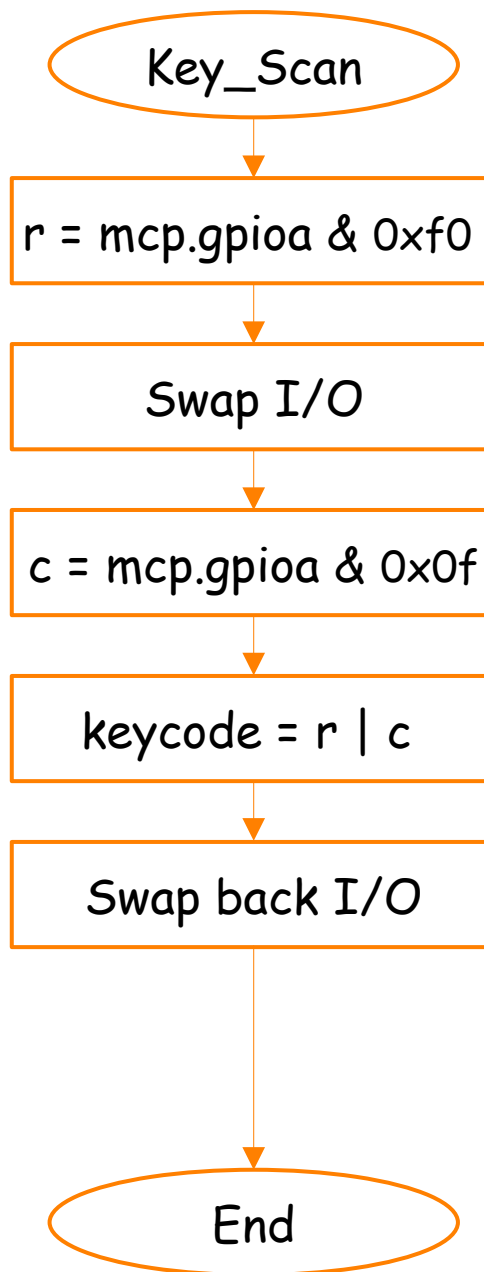 Key_Scan
r = mcp.gpioa & 0xf0
Swap I/O
c = mcp.gpioa & 0x0f
keycode = r | c
Swap back I/O
End